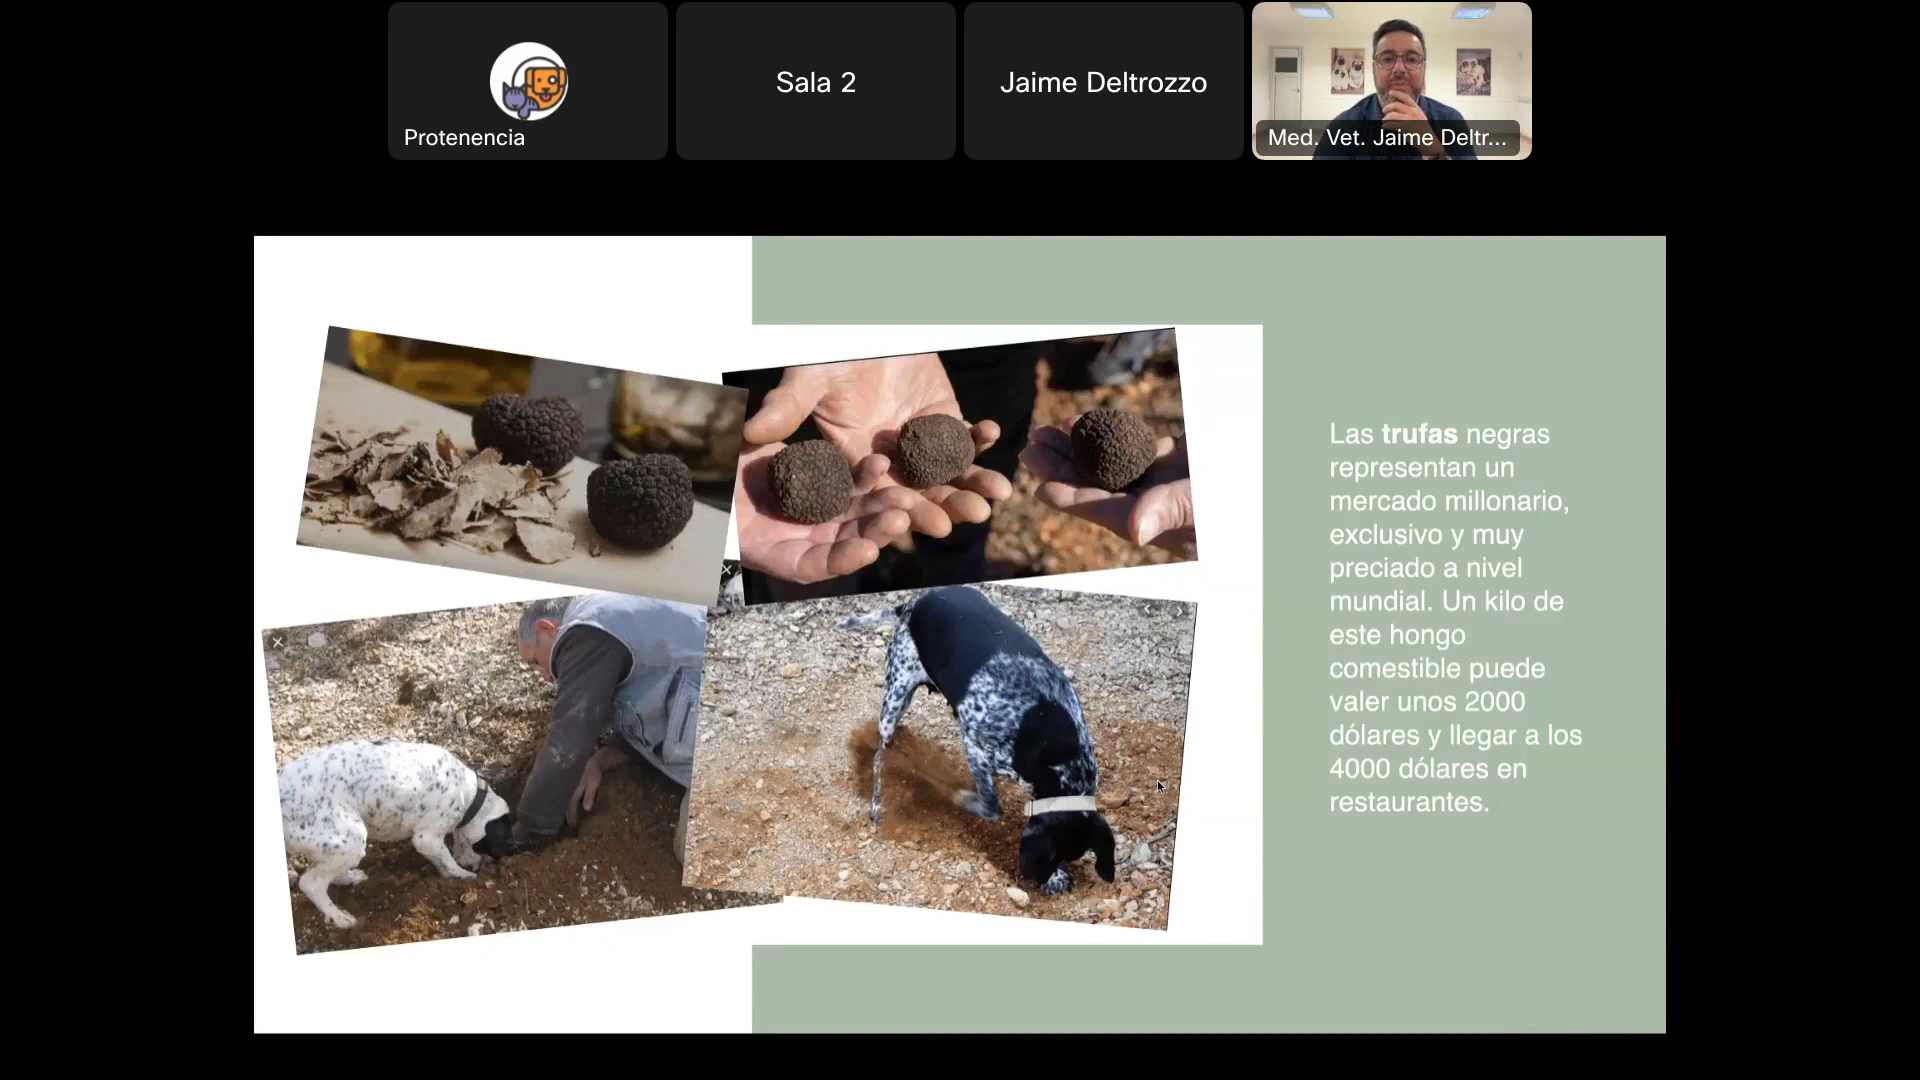 Protenencia
Sala 2
Jaime Deltrozzo
Med. Vet. Jaime Deltr...
Las trufas negras
representan un
mercado millonario,
exclusivo y muy
preciado a nivel
mundial. Un kilo de
este hongo
comestible puede
valer unos 2000
dólares y llegar a los
4000 dólares en
restaurantes.